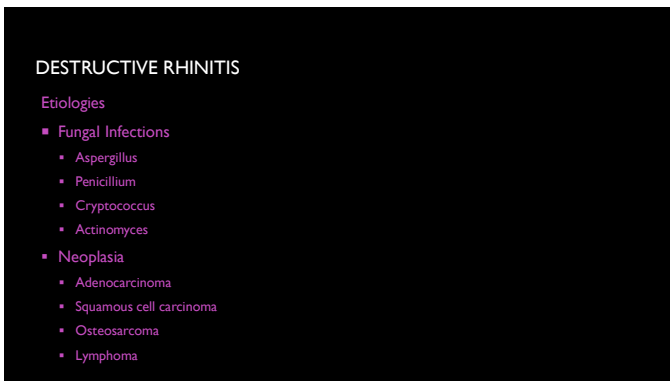 DESTRUCTIVE RHINITIS
Etiologies
▪ Fungal Infections
▪ Aspergillus
▪ Penicillium
▪ Cryptococcus
▪ Actinomyces
▪ Neoplasia
▪ Adenocarcinoma
▪ Squamous cell carcinoma
▪ Osteosarcoma
▪ Lymphoma